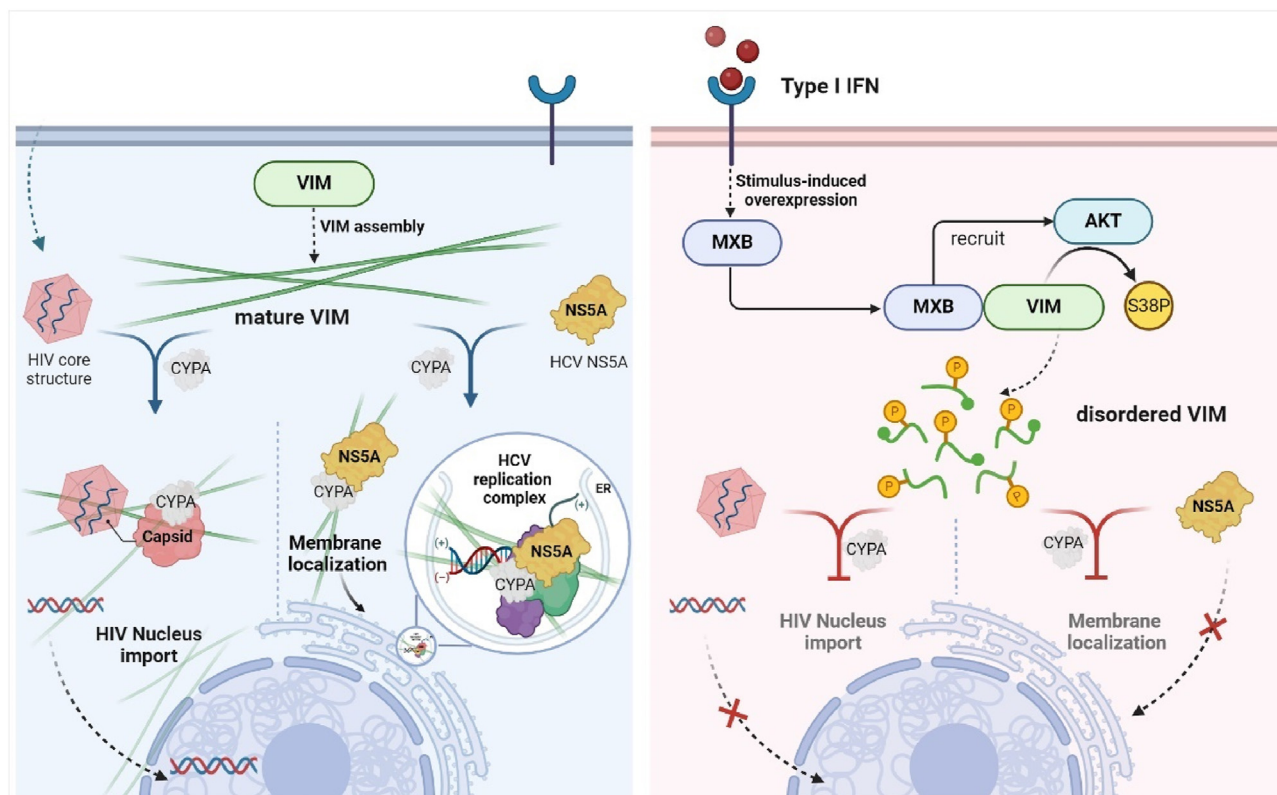 VIM
VIM assembly
mature VIM
HIV core
structure
CYPA
CYPA
NS5A
HCV NS5A
CYPA
Capsid
NS5A
CYPA
Membrane
localization
HCV
replication
complex
ER
(+)
(+)
(−)
NS5A
CYPA
HIV Nucleus
import
Type I IFN
Stimulus-induced
overexpression
MXB
recruit
AKT
MXB
VIM
S38P
P
P
P
P
P
P
disordered VIM
CYPA
CYPA
NS5A
HIV Nucleus
import
Membrane
localization